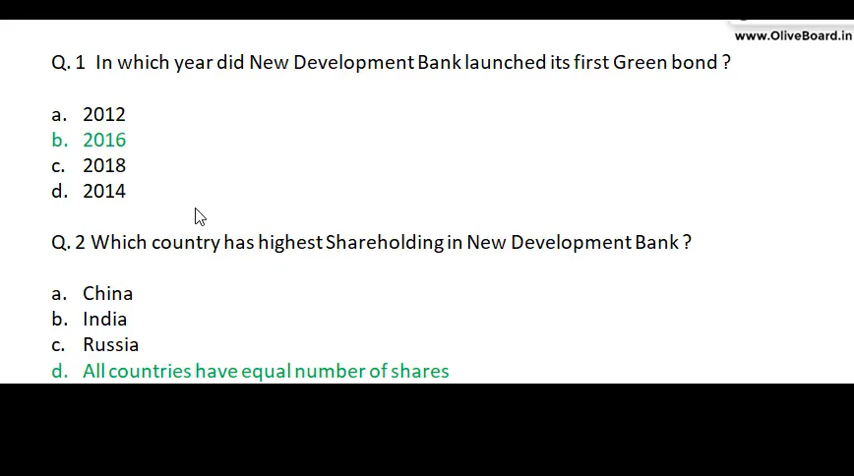 www.OliveBoard.in
Q. 1 In which year did New Development Bank launched its first Green bond ?
a. 2012
b. 2016
c. 2018
d. 2014
Q. 2 Which country has highest Shareholding in New Development Bank ?
a. China
b. India
c. Russia
d. All countries have equal number of shares